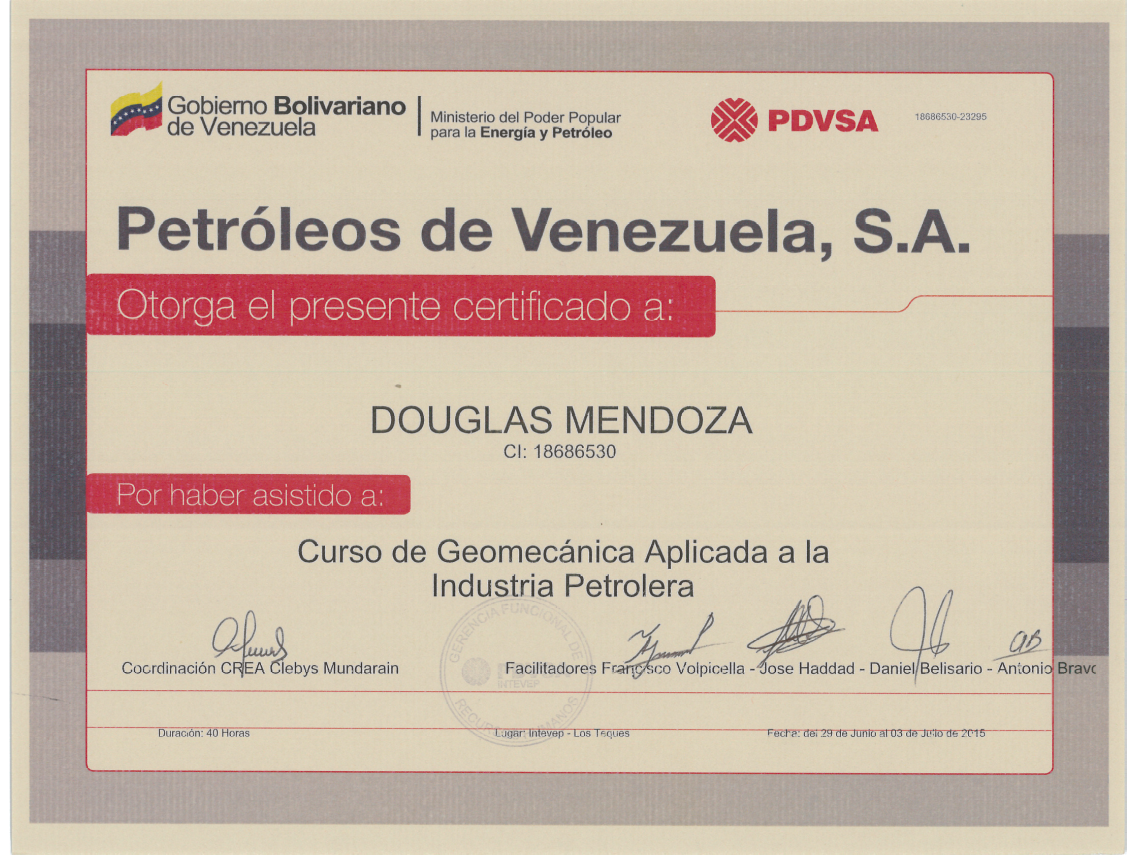 Gobierno Bolivariano
de Venezuela
Ministerio del Poder Popular
para la Energía y Petróleo
PDVSA
18686530-23295
Petróleos de Venezuela, S.A.
Otorga el presente certificado a:
DOUGLAS MENDOZA
CI: 18686530
Por haber asistido a:
Curso de Geomecánica Aplicada a la
Industria Petrolera
GERENCIA FUNCIONAL DE
INTEVEP
RECURSOS HUMANOS
Coordinación CREA Clebys Mundarain
Facilitadores Francysco Volpicella - Jose Haddad - Daniel Belisario - Antonio Bravo
Duración: 40 Horas
Lugar: Intevep - Los Teques
Fecha: del 29 de Junio al 03 de Julio de 2015